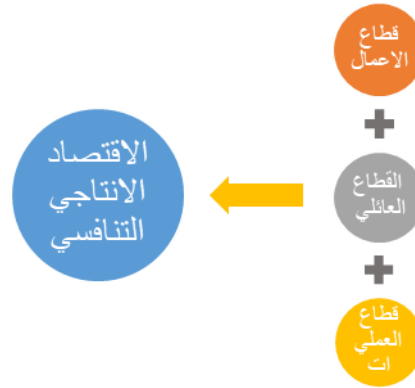 قطاع
الاعمال
القطاع
العائلي
قطاع
العملي
ات
الاقتصاد
الانتاجي
التنافسي